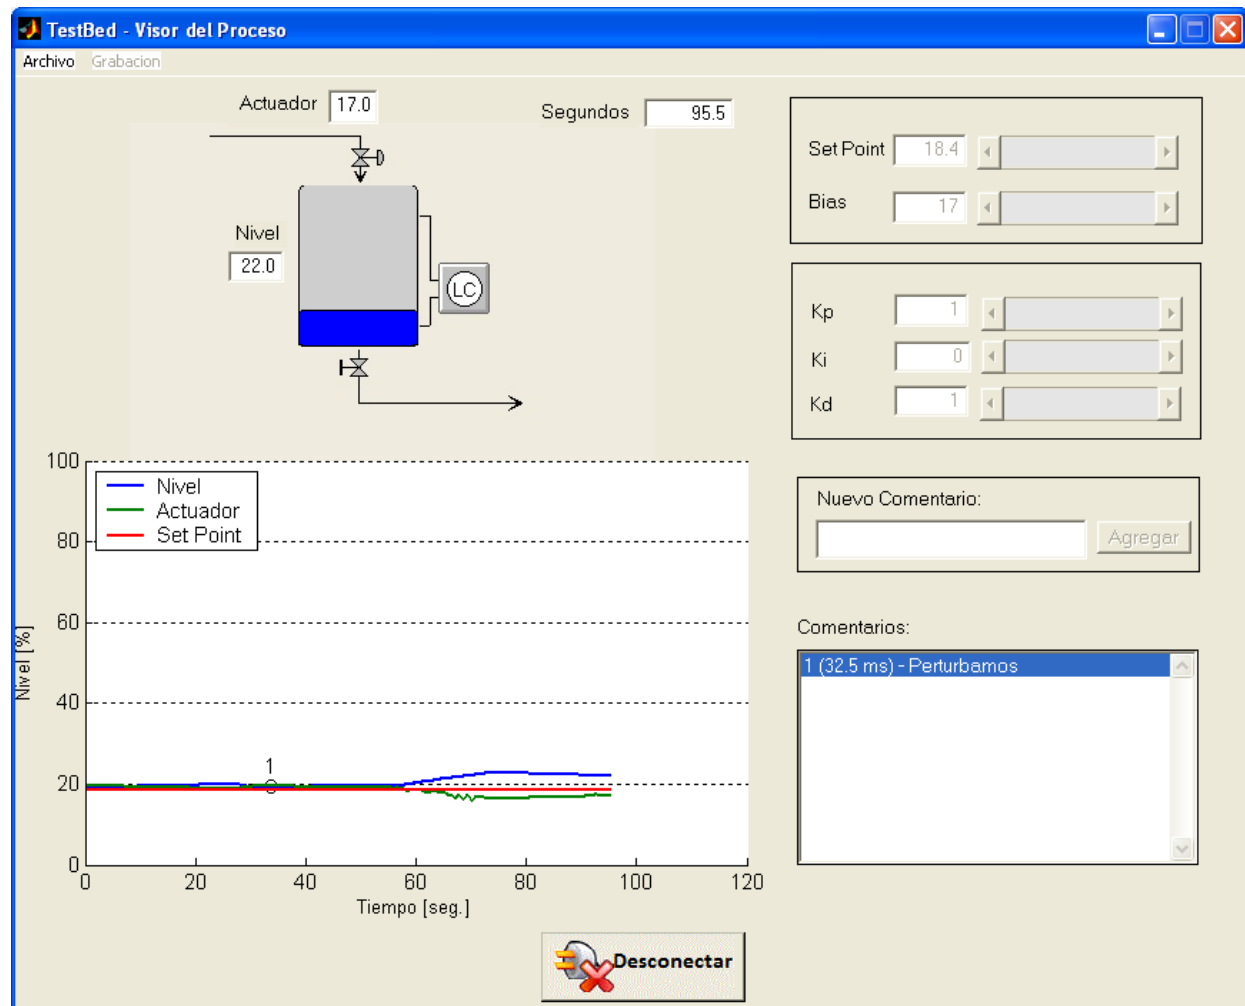 TestBed - Visor del Proceso
Archivo Grabacion
Actuador 17.0
Segundos 95.5
Nivel
22.0
LC
Set Point 18.4
Bias 17
Kp 1
Ki 0
Kd 1
Nivel
Actuador
Set Point
100
80
60
40
20
0
Nivel [%]
1
0 20 40 60 80 100 120
Tiempo [seg.]
Nuevo Comentario:
Agregar
Comentarios:
1 (32.5 ms) - Perturbamos
Desconectar